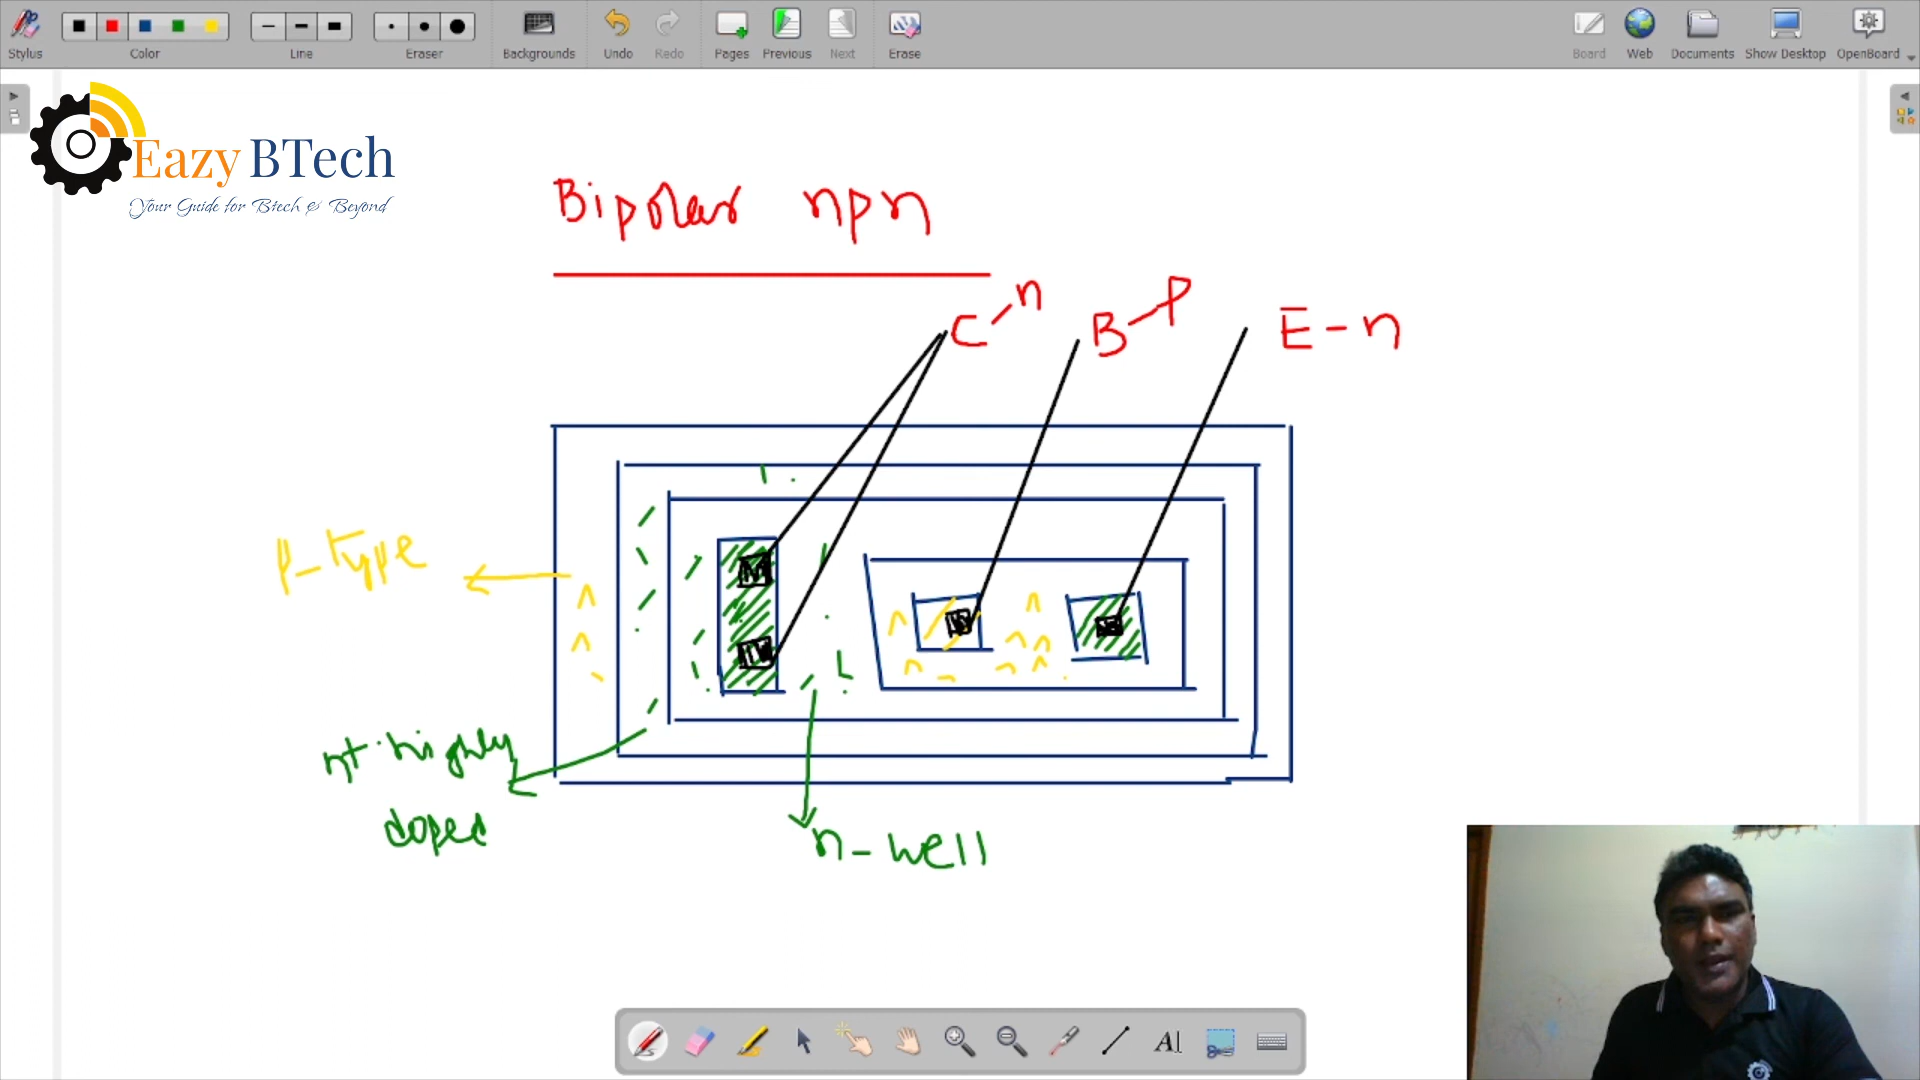 Stylus Color Line Eraser Backgrounds Undo Redo Pages Previous Next Erase Board Web Documents Show Desktop OpenBoard
Eazy BTech
Your Guide for Btech & Beyond
Bipolar npn
C - n B - P E - n
p-type
n+ highly
doped
n-well
AI